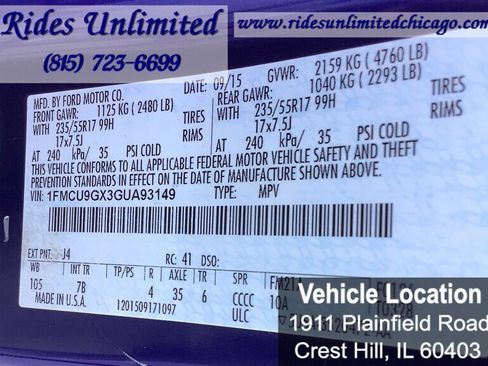 Rides Unlimited
www.ridesunlimitedchicago.com
(815) 723-6699
MFD. BY FORD MOTOR CO. DATE: 09/15 GVWR: 2159 KG ( 4760 LB)
FRONT GAWR: 1125 KG ( 2480 LB) REAR GAWR: 1040 KG ( 2293 LB)
WITH 235/55R17 99H TIRES WITH 235/55R17 99H TIRES
17x7.5J RIMS 17x7.5J RIMS
AT 240 kPa/ 35 PSI COLD AT 240 kPa/ 35 PSI COLD
THIS VEHICLE CONFORMS TO ALL APPLICABLE FEDERAL MOTOR VEHICLE SAFETY AND THEFT
PREVENTION STANDARDS IN EFFECT ON THE DATE OF MANUFACTURE SHOWN ABOVE.
VIN: 1FMCU9GX3GUA93149 TYPE: MPV
EXT PNT: J4 RC: 41 DSO:
WB INT TR TP/PS R AXLE TR SPR
105 7B 4 35 6 CCCC 10A
MADE IN U.S.A. 1201509171097 ULC
Vehicle Location
1911 Plainfield Road
Crest Hill, IL 60403